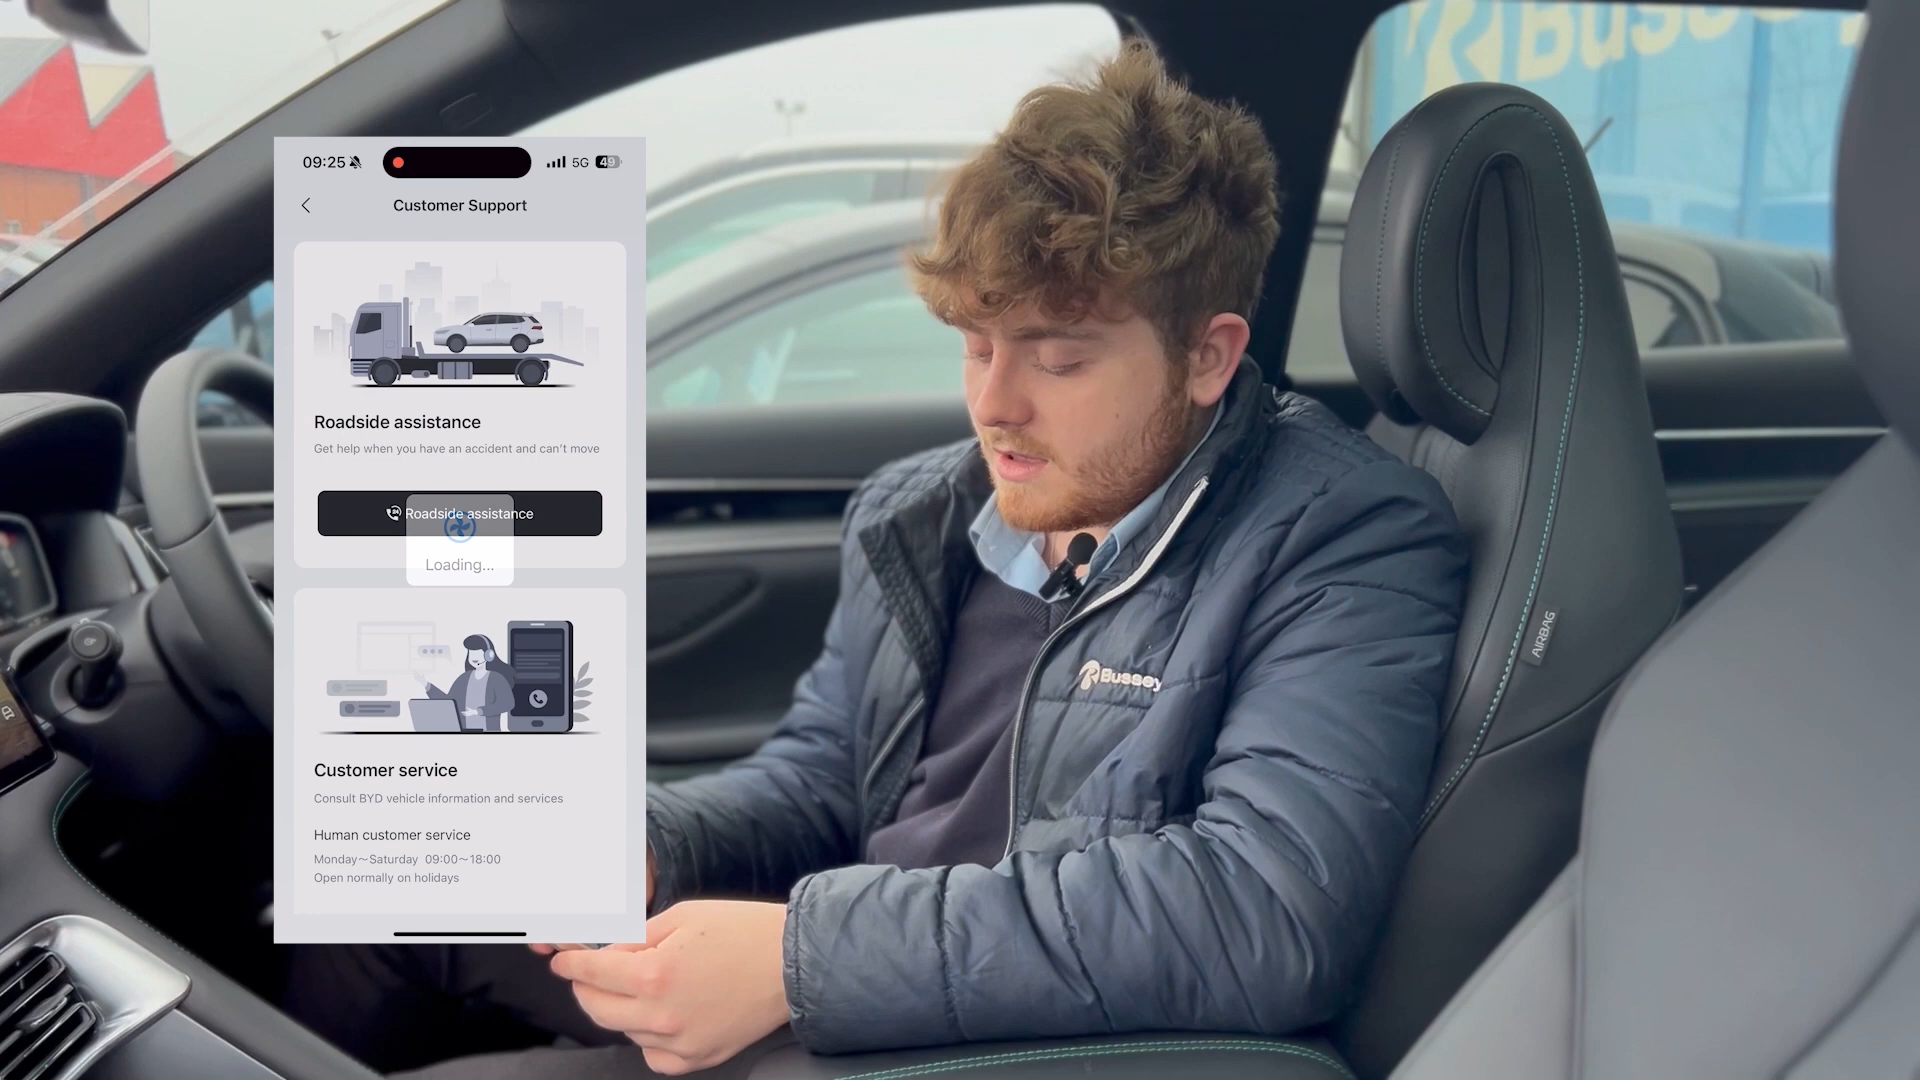 Bussey
09:25
5G
49
Customer Support
Roadside assistance
Get help when you have an accident and can't move
24
Roadside assistance
Loading...
Customer service
Consult BYD vehicle information and services
Human customer service
Monday~Saturday 09:00~18:00
Open normally on holidays
Bussey
AIRBAG